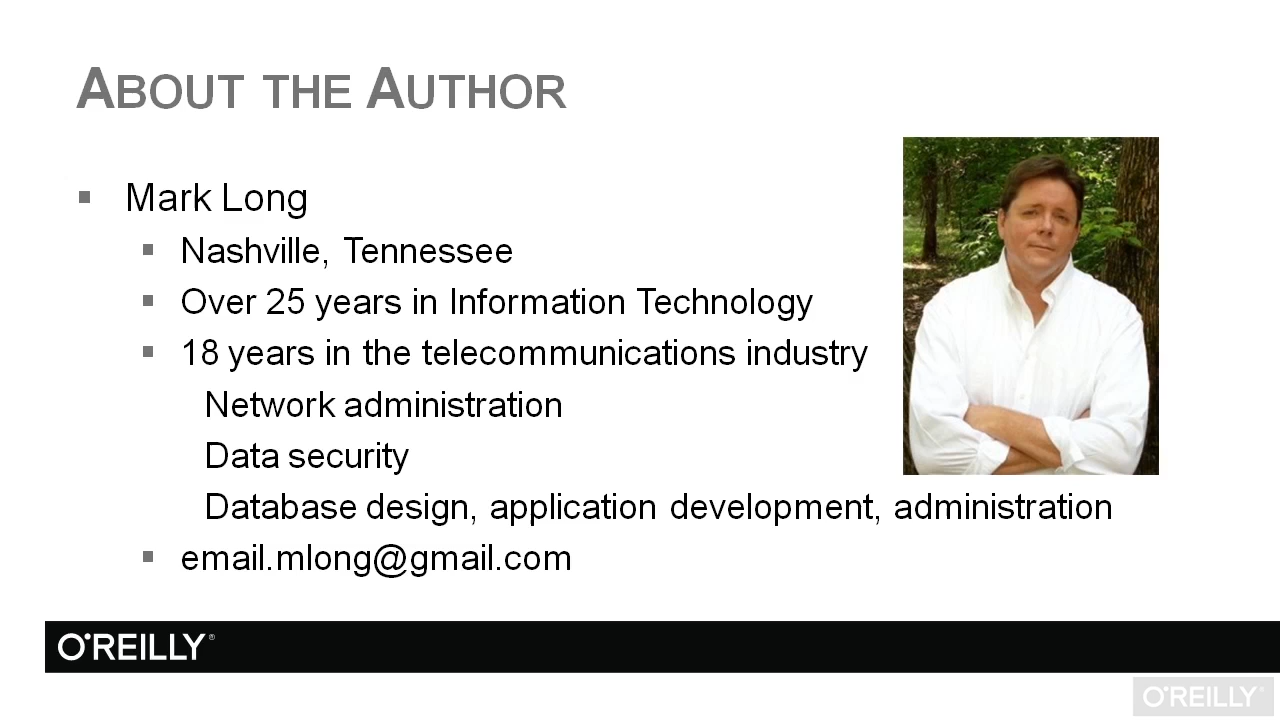 ABOUT THE AUTHOR
▪ Mark Long
▪ Nashville, Tennessee
▪ Over 25 years in Information Technology
▪ 18 years in the telecommunications industry
Network administration
Data security
Database design, application development, administration
▪ email.mlong@gmail.com
O'REILLY®
O'REILLY®